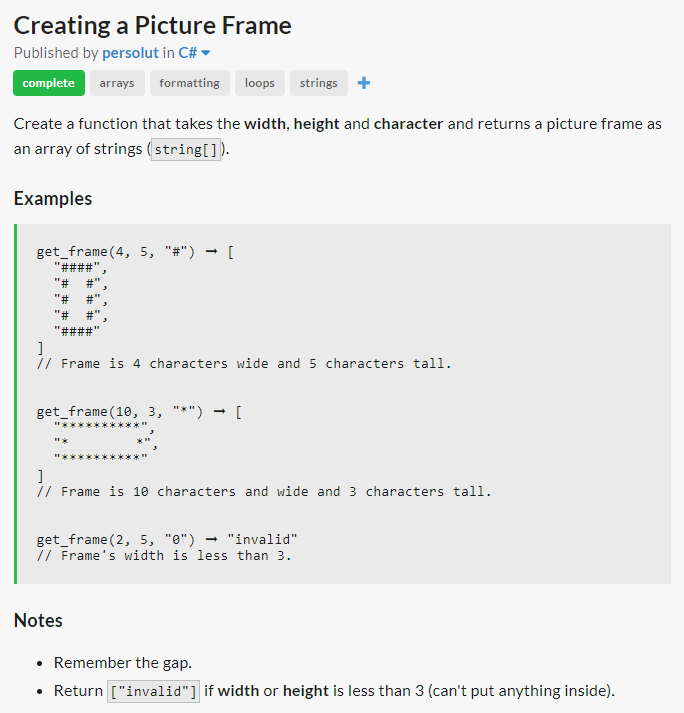 Creating a Picture Frame
Published by persolut in C#
complete arrays formatting loops strings
Create a function that takes the width, height and character and returns a picture frame as
an array of strings (string[]).
Examples
get_frame(4, 5, "#") ➞ [
  "####",
  "#  #",
  "#  #",
  "#  #",
  "####"
]
// Frame is 4 characters wide and 5 characters tall.
get_frame(10, 3, "*") ➞ [
  "**********",
  "*        *",
  "**********"
]
// Frame is 10 characters and wide and 3 characters tall.
get_frame(2, 5, "0") ➞ "invalid"
// Frame's width is less than 3.
Notes
• Remember the gap.
• Return ["invalid"] if width or height is less than 3 (can't put anything inside).